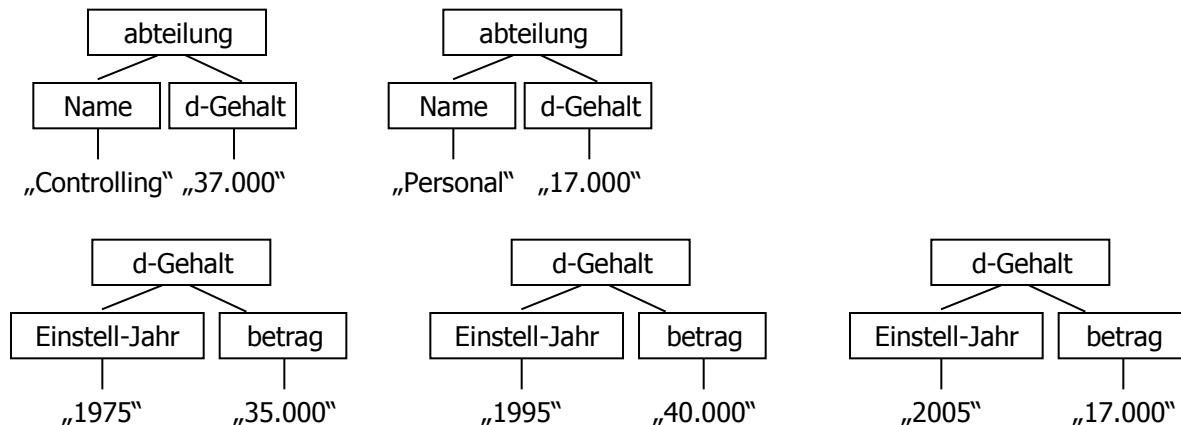 abteilung abteilung
Name d-Gehalt Name d-Gehalt
„Controlling“ „37.000“ „Personal“ „17.000“
d-Gehalt d-Gehalt d-Gehalt
Einstell-Jahr betrag Einstell-Jahr betrag Einstell-Jahr betrag
„1975“ „35.000“ „1995“ „40.000“ „2005“ „17.000“